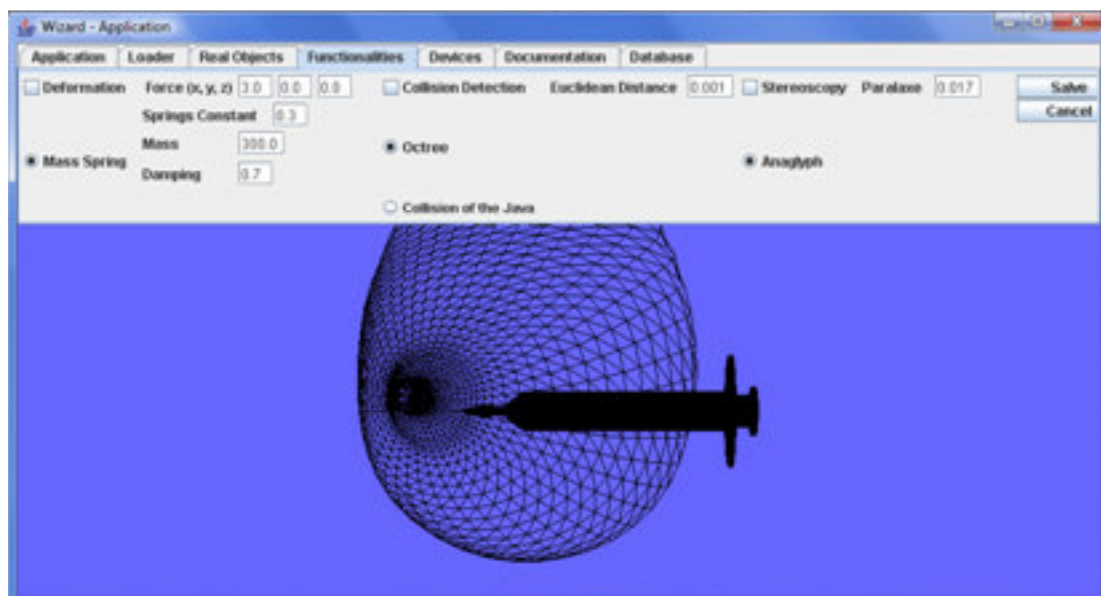 Wizard - Application
Application Loader Real Objects Functionalities Devices Documentation Database
Deformation Force (x, y, z) 3.0 0.0 0.0 Collision Detection Euclidean Distance 0.001 Stereoscopy Paralaxe 0.017 Salve
Springs Constant 0.3 Cancel
Mass 300.0
Mass Spring Octree Anaglyph
Damping 0.7
Collision of the Java